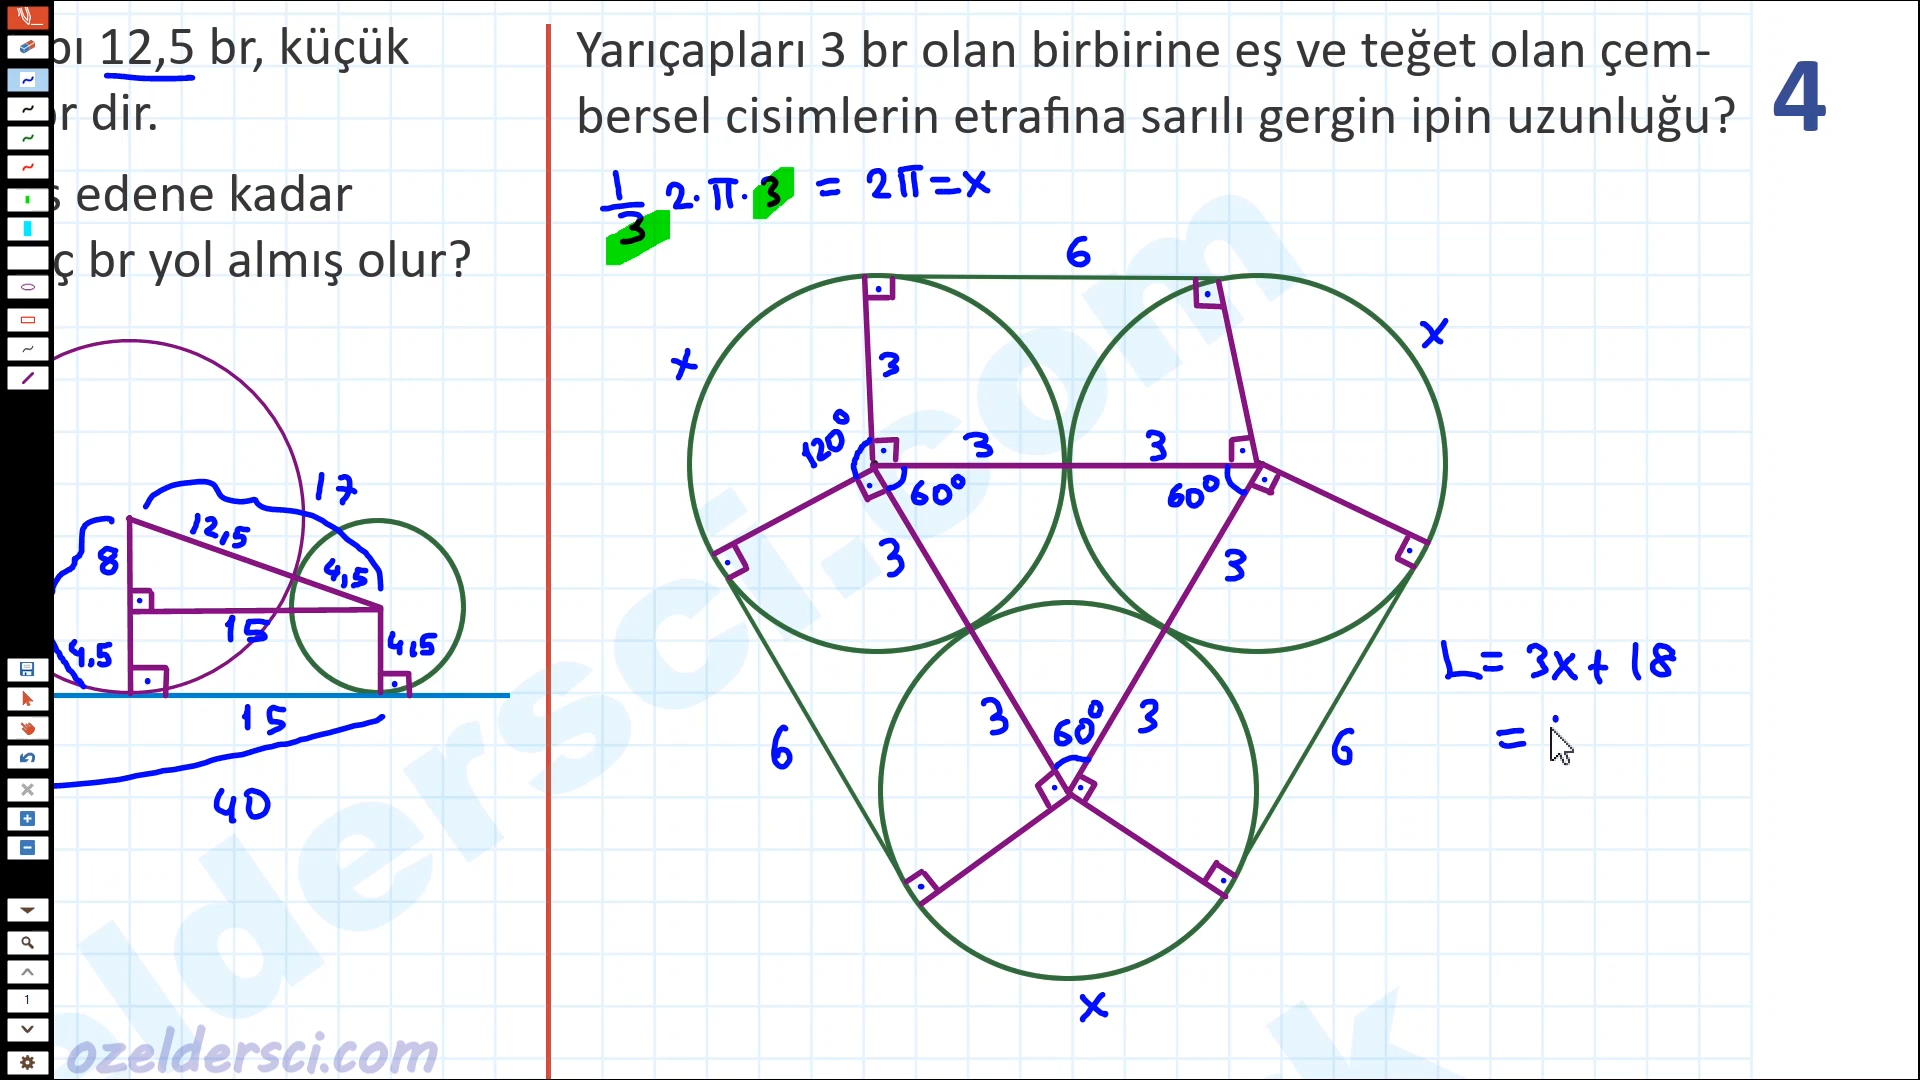 bı 12,5 br, küçük
or dir.
s edene kadar
ç br yol almış olur?
17
12,5
8
4,5
15
4,5
4,5
15
40
ozeldersci.com
Yarıçapları 3 br olan birbirine eş ve teğet olan çem-
bersel cisimlerin etrafına sarılı gergin ipin uzunluğu?
4
1/3 2·π·3 = 2π=x
6
x
x
3
120°
3
3
60°
60°
3
3
3
60°
3
6
6
x
L= 3x+18
=
1